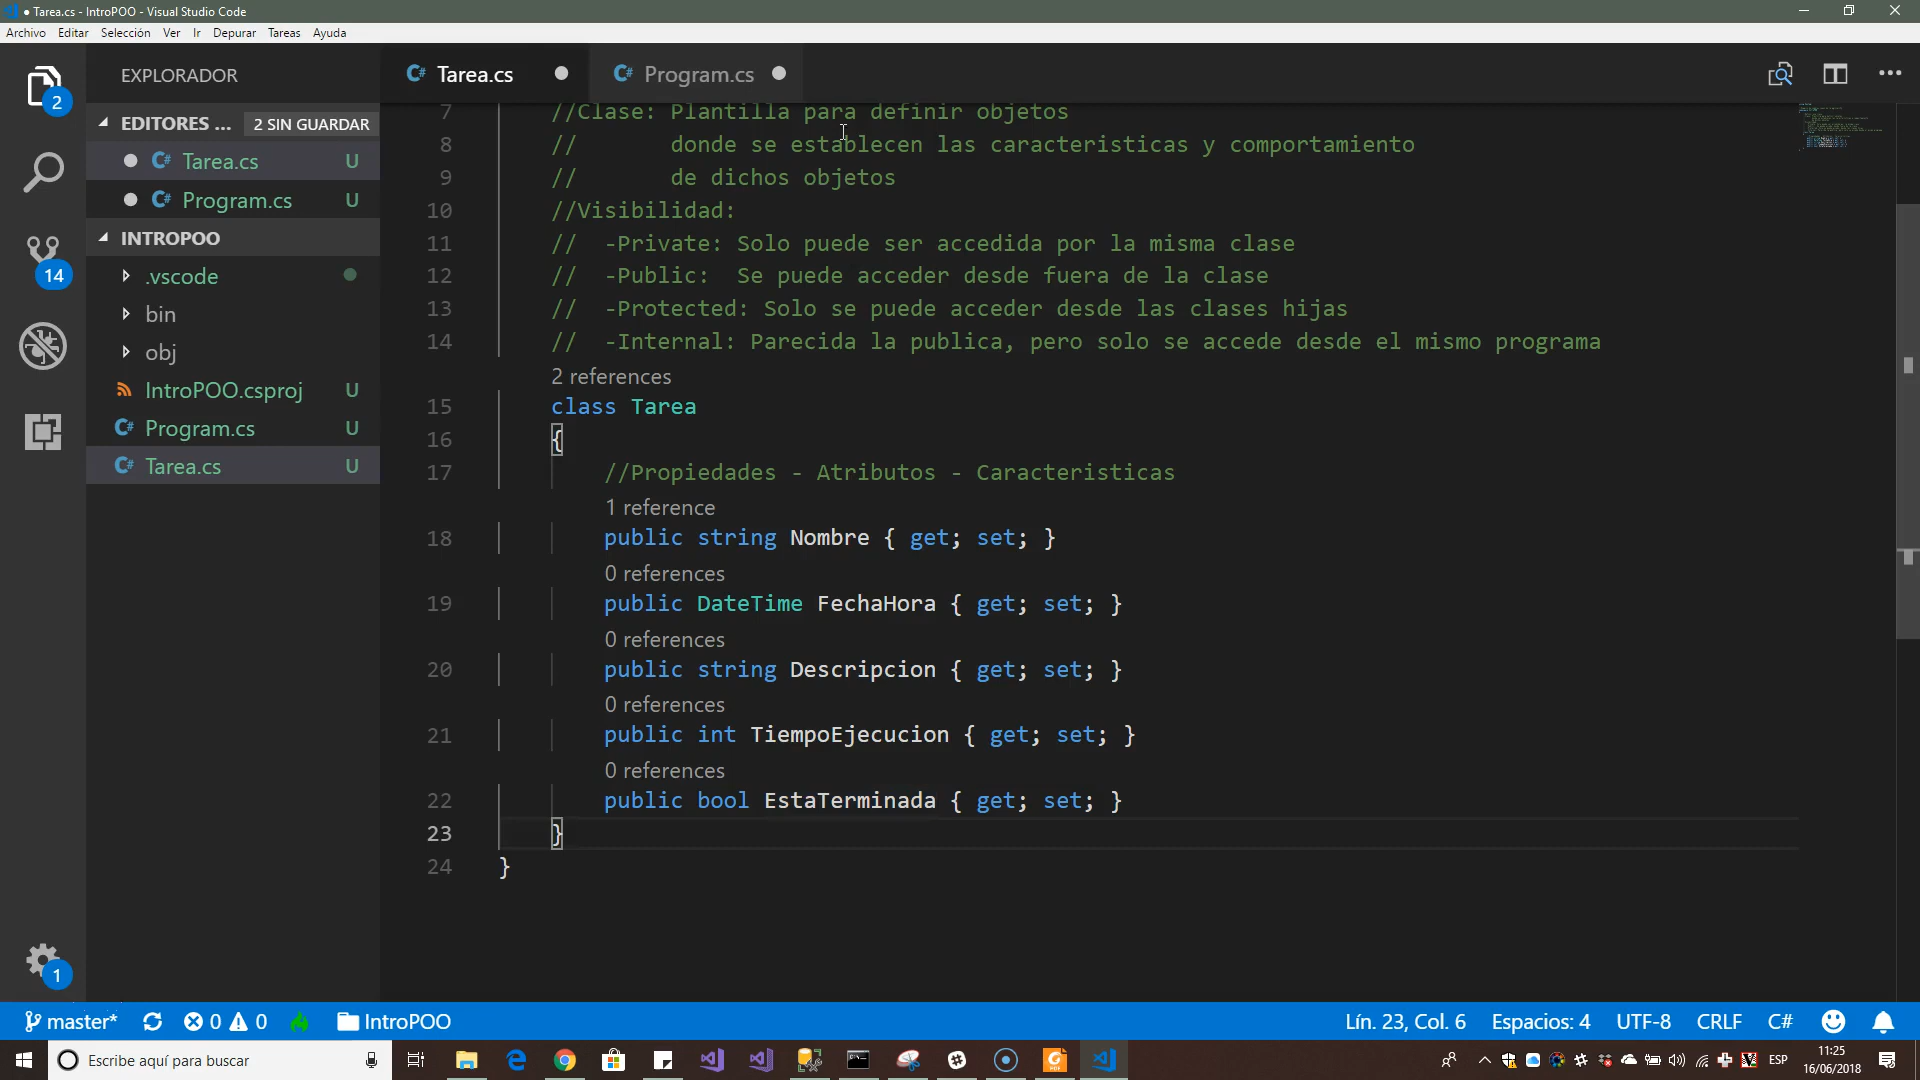 Tarea.cs - IntroPOO - Visual Studio Code
Archivo Editar Selección Ver Ir Depurar Tareas Ayuda
EXPLORADOR
Tarea.cs
Program.cs
2
EDITORES ... 2 SIN GUARDAR
Tarea.cs U
Program.cs U
INTROPOO
.vscode
bin
obj
IntroPOO.csproj U
Program.cs U
Tarea.cs U
14
1
7 //Clase: Plantilla para definir objetos
8 // donde se establecen las caracteristicas y comportamiento
9 // de dichos objetos
10 //Visibilidad:
11 // -Private: Solo puede ser accedida por la misma clase
12 // -Public: Se puede acceder desde fuera de la clase
13 // -Protected: Solo se puede acceder desde las clases hijas
14 // -Internal: Parecida la publica, pero solo se accede desde el mismo programa
2 references
15 class Tarea
16 {
17 //Propiedades - Atributos - Caracteristicas
1 reference
18 public string Nombre { get; set; }
0 references
19 public DateTime FechaHora { get; set; }
0 references
20 public string Descripcion { get; set; }
0 references
21 public int TiempoEjecucion { get; set; }
0 references
22 public bool EstaTerminada { get; set; }
23 }
24 }
master* 0 0 IntroPOO Lín. 23, Col. 6 Espacios: 4 UTF-8 CRLF C#
Escribe aquí para buscar
ESP
11:25
16/06/2018